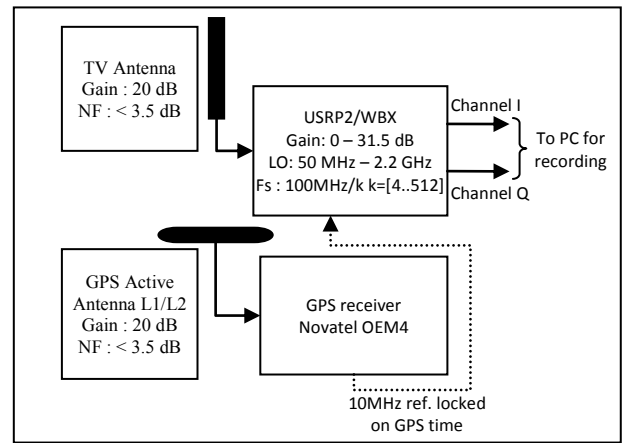 TV Antenna
Gain : 20 dB
NF : < 3.5 dB
USRP2/WBX
Gain: 0 – 31.5 dB
LO: 50 MHz – 2.2 GHz
Fs : 100MHz/k k=[4..512]
Channel I
Channel Q
To PC for
recording
GPS Active
Antenna L1/L2
Gain : 20 dB
NF : < 3.5 dB
GPS receiver
Novatel OEM4
10MHz ref. locked
on GPS time